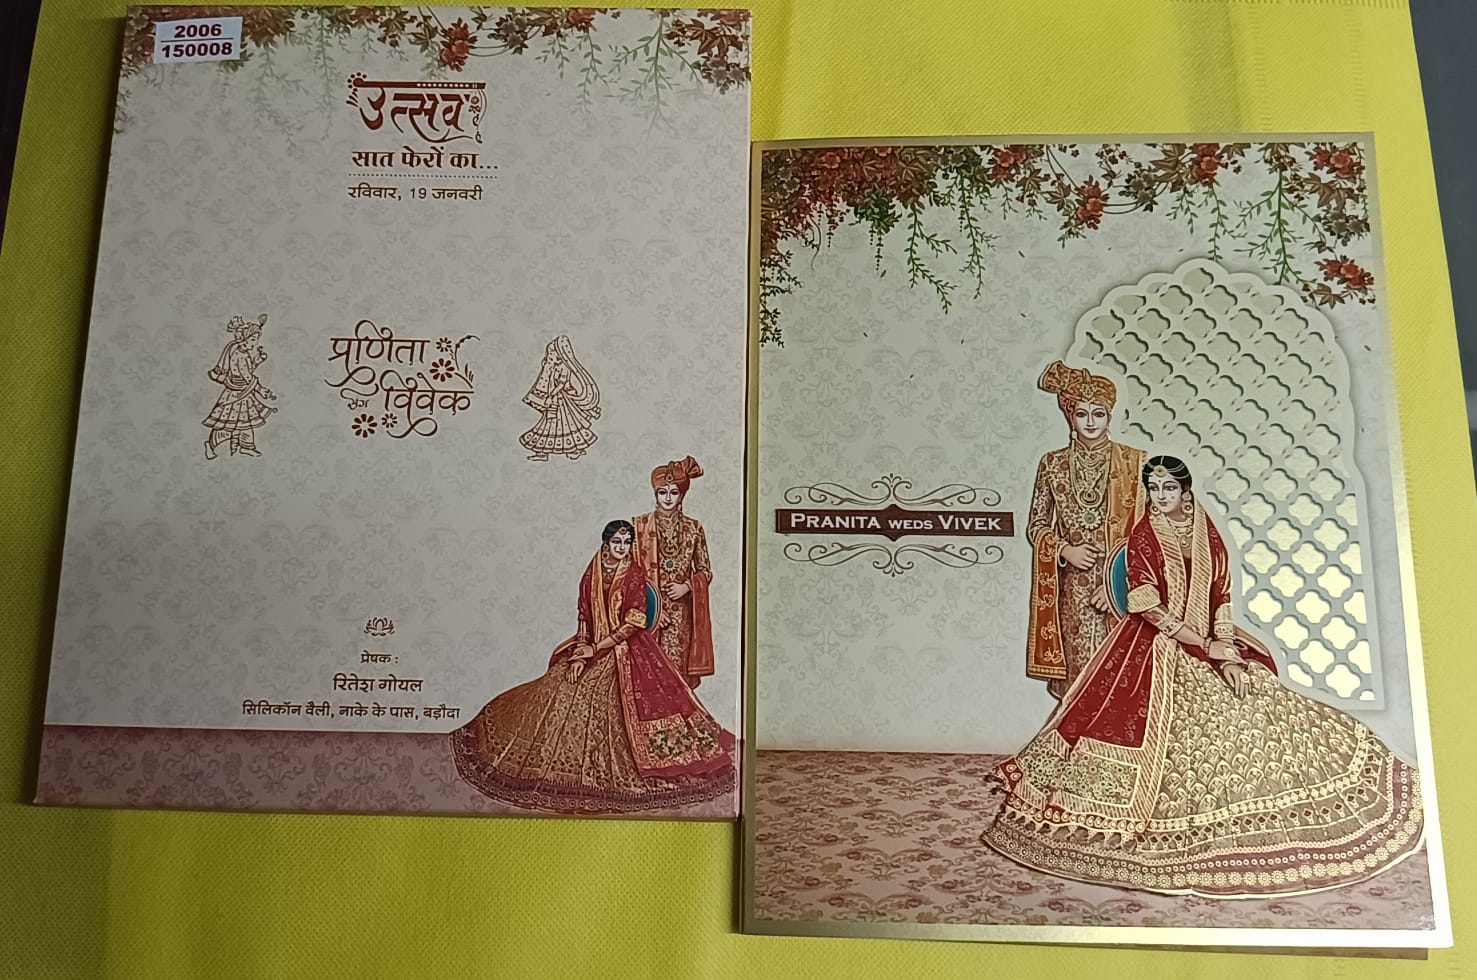 2006
150008
उत्सव
सात फेरों का...
रविवार, 19 जनवरी
प्रणिता
संग विवेक
प्रेषक :
रितेश गोयल
सिलिकॉन वैली, नाके के पास, बड़ौदा
PRANITA WEDS VIVEK